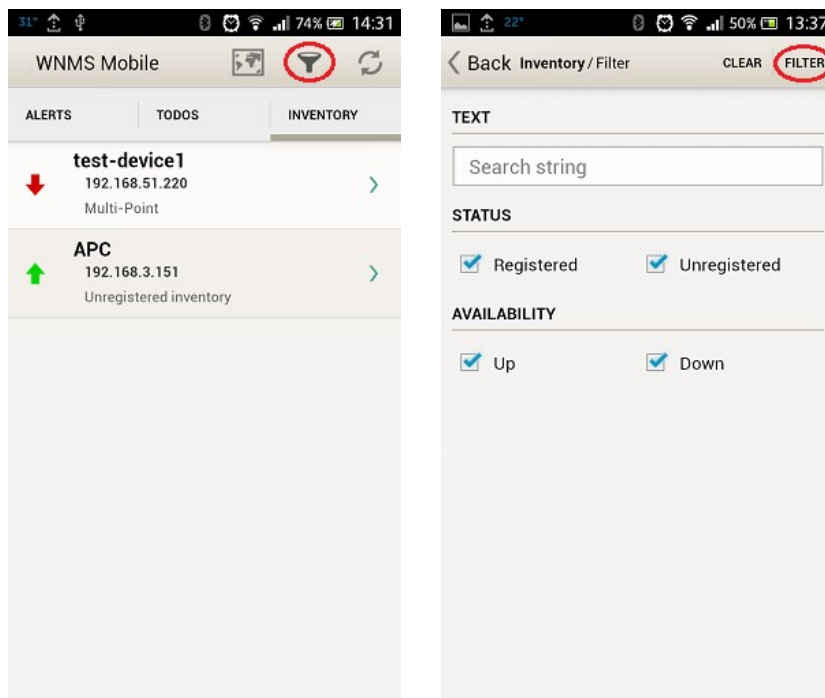 31° 74% 14:31
WNMS Mobile
ALERTS TODOS INVENTORY
test-device1
192.168.51.220
Multi-Point
APC
192.168.3.151
Unregistered inventory
22° 50% 13:37
Back Inventory / Filter CLEAR FILTER
TEXT
Search string
STATUS
Registered Unregistered
AVAILABILITY
Up Down